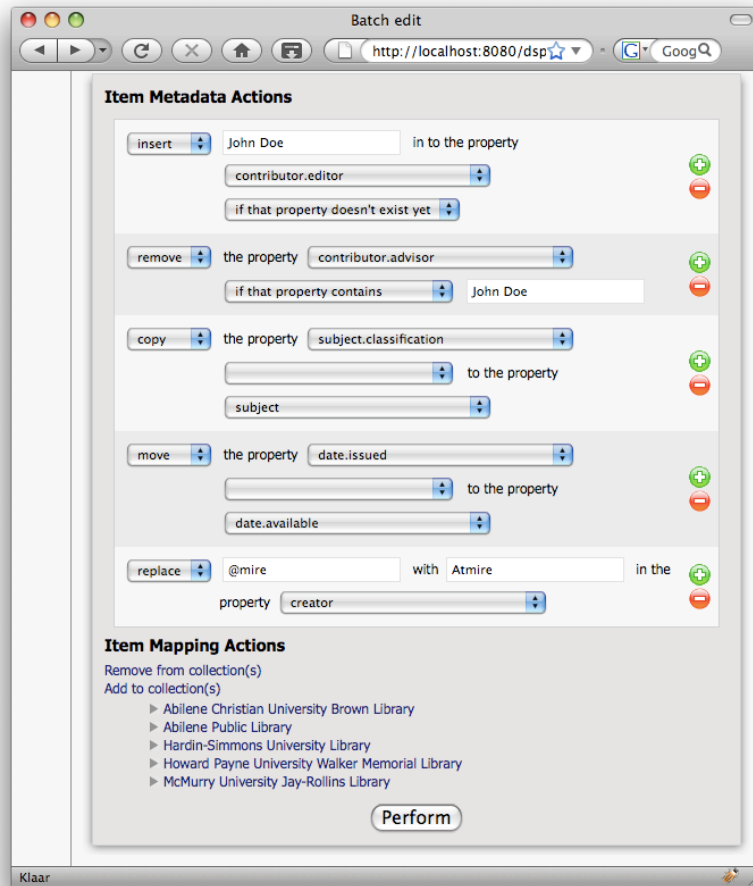 Batch edit
http://localhost:8080/dsp
G
Goog
Item Metadata Actions
insert John Doe in to the property
contributor.editor
if that property doesn't exist yet
remove the property contributor.advisor
if that property contains John Doe
copy the property subject.classification
to the property
subject
move the property date.issued
to the property
date.available
replace @mire with Atmire in the
property creator
Item Mapping Actions
Remove from collection(s)
Add to collection(s)
Abilene Christian University Brown Library
Abilene Public Library
Hardin-Simmons University Library
Howard Payne University Walker Memorial Library
McMurry University Jay-Rollins Library
Perform
Klaar